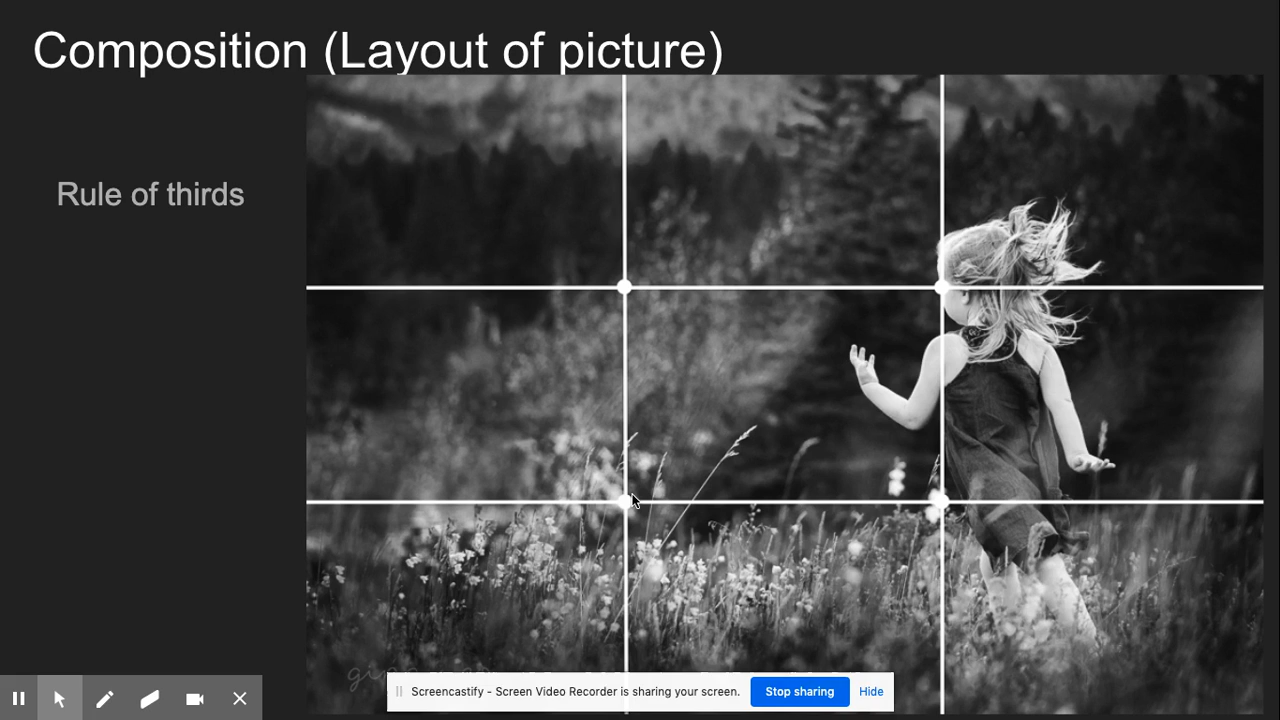 Composition (Layout of picture)
Rule of thirds
Screencastify - Screen Video Recorder is sharing your screen.
Stop sharing
Hide